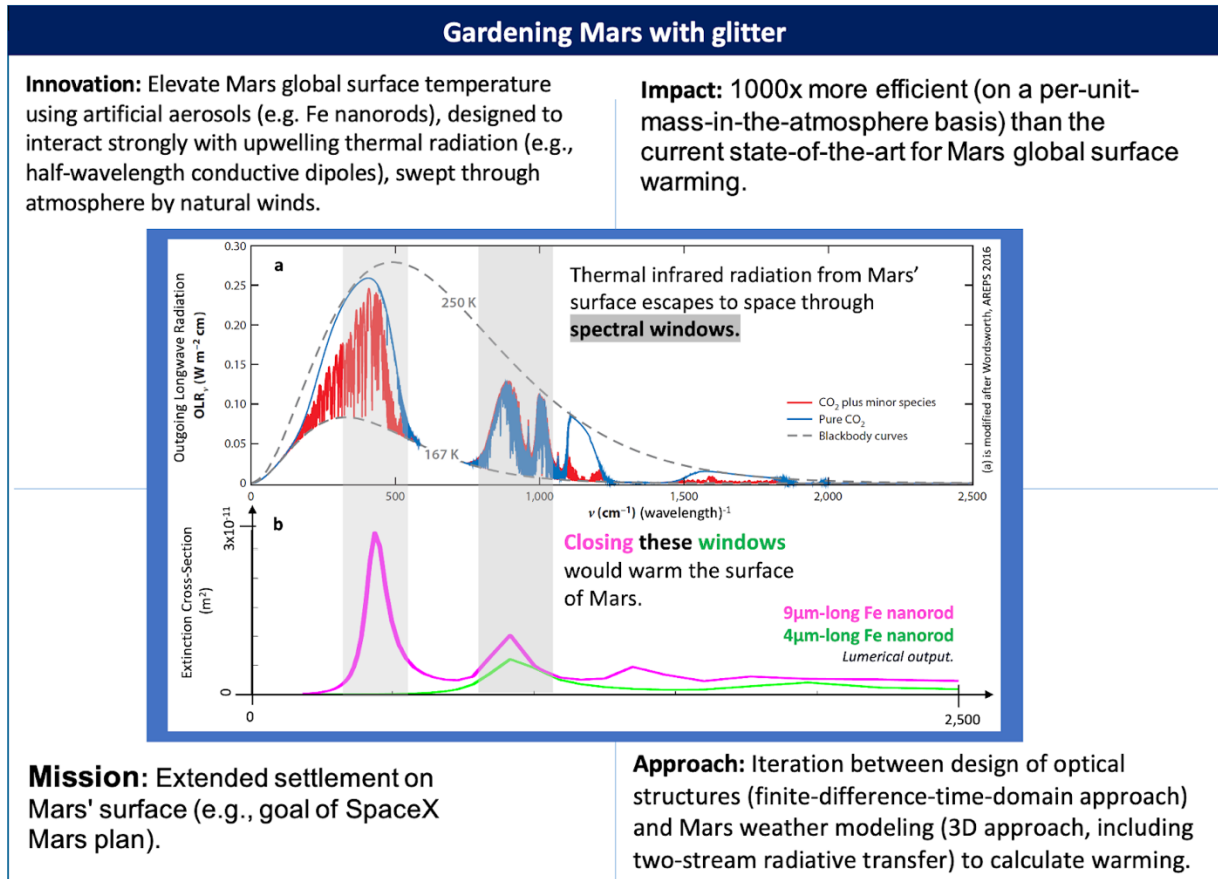 Gardening Mars with glitter
Innovation: Elevate Mars global surface temperature
using artificial aerosols (e.g. Fe nanorods), designed to
interact strongly with upwelling thermal radiation (e.g.,
half-wavelength conductive dipoles), swept through
atmosphere by natural winds.
Impact: 1000x more efficient (on a per-unit-
mass-in-the-atmosphere basis) than the
current state-of-the-art for Mars global surface
warming.
Outgoing Longwave Radiation
OLRν (W m⁻² cm)
0.30
0.25
0.20
0.15
0.10
0.05
0
a
250 K
167 K
Thermal infrared radiation from Mars’
surface escapes to space through
spectral windows.
CO₂ plus minor species
Pure CO₂
Blackbody curves
(a) is modified after Wordsworth, AREPS 2016
0
500
1,000
1,500
2,000
2,500
ν (cm⁻¹) (wavelength)⁻¹
b
Extinction Cross-Section
(m²)
3x10⁻¹¹
0
Closing these windows
would warm the surface
of Mars.
9µm-long Fe nanorod
4µm-long Fe nanorod
Lumerical output.
0
2,500
Mission: Extended settlement on
Mars' surface (e.g., goal of SpaceX
Mars plan).
Approach: Iteration between design of optical
structures (finite-difference-time-domain approach)
and Mars weather modeling (3D approach, including
two-stream radiative transfer) to calculate warming.